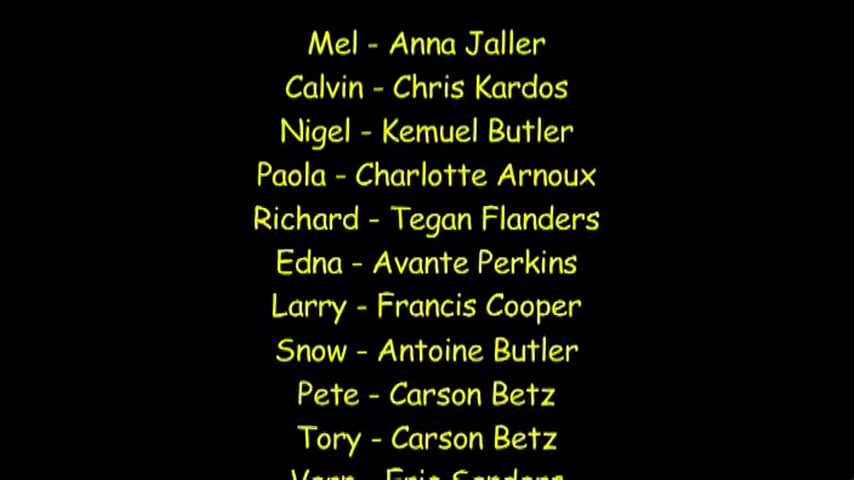 Mel - Anna Jaller
Calvin - Chris Kardos
Nigel - Kemuel Butler
Paola - Charlotte Arnoux
Richard - Tegan Flanders
Edna - Avante Perkins
Larry - Francis Cooper
Snow - Antoine Butler
Pete - Carson Betz
Tory - Carson Betz